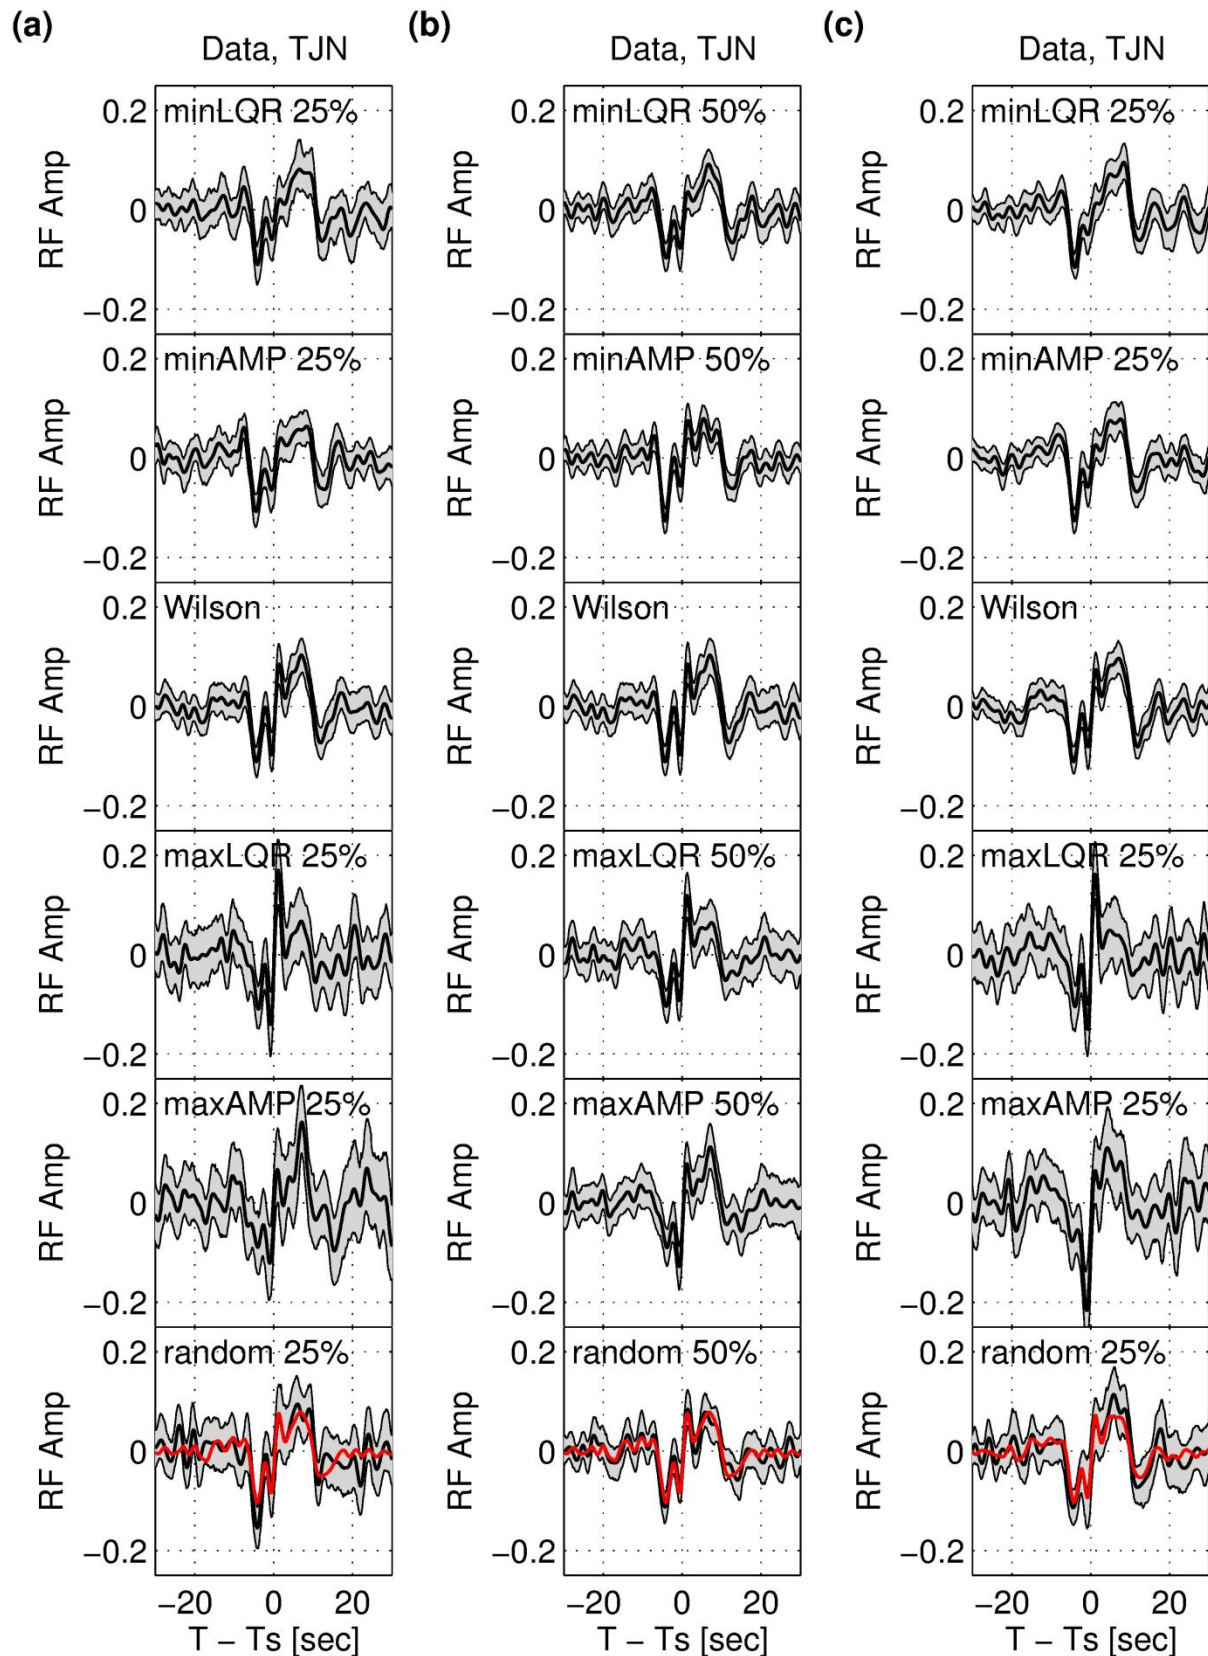 (a)
Data, TJN
minLQR 25%
0.2
0
−0.2
RF Amp
minAMP 25%
0.2
0
−0.2
RF Amp
Wilson
0.2
0
−0.2
RF Amp
maxLQR 25%
0.2
0
−0.2
RF Amp
maxAMP 25%
0.2
0
−0.2
RF Amp
random 25%
0.2
0
−0.2
RF Amp
−20 0 20
T − Ts [sec]
(b)
Data, TJN
minLQR 50%
0.2
0
−0.2
RF Amp
minAMP 50%
0.2
0
−0.2
RF Amp
Wilson
0.2
0
−0.2
RF Amp
maxLQR 50%
0.2
0
−0.2
RF Amp
maxAMP 50%
0.2
0
−0.2
RF Amp
random 50%
0.2
0
−0.2
RF Amp
−20 0 20
T − Ts [sec]
(c)
Data, TJN
minLQR 25%
0.2
0
−0.2
RF Amp
minAMP 25%
0.2
0
−0.2
RF Amp
Wilson
0.2
0
−0.2
RF Amp
maxLQR 25%
0.2
0
−0.2
RF Amp
maxAMP 25%
0.2
0
−0.2
RF Amp
random 25%
0.2
0
−0.2
RF Amp
−20 0 20
T − Ts [sec]